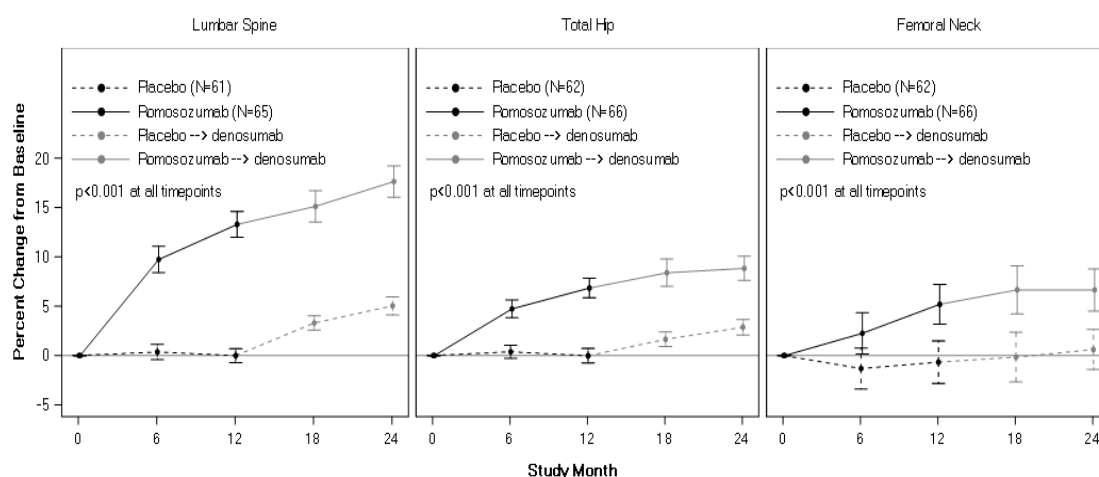 Lumbar Spine
Placebo (N=61)
Romosozumab (N=65)
Placebo --> denosumab
Romosozumab --> denosumab
p<0.001 at all timepoints
Total Hip
Placebo (N=62)
Romosozumab (N=66)
Placebo --> denosumab
Romosozumab --> denosumab
p<0.001 at all timepoints
Femoral Neck
Placebo (N=62)
Romosozumab (N=66)
Placebo --> denosumab
Romosozumab --> denosumab
p<0.001 at all timepoints
Percent Change from Baseline
20
15
10
5
0
-5
0 6 12 18 24
0 6 12 18 24
0 6 12 18 24
Study Month